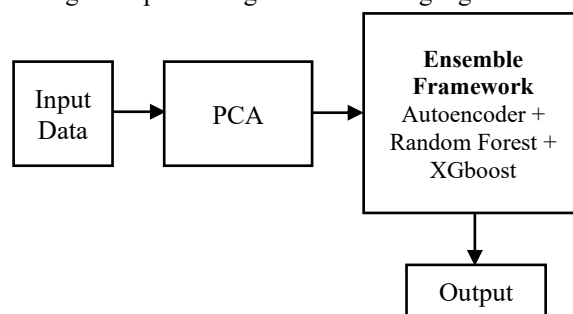 Ensemble
Framework
Autoencoder +
Random Forest +
XGboost
Input
Data
PCA
Output